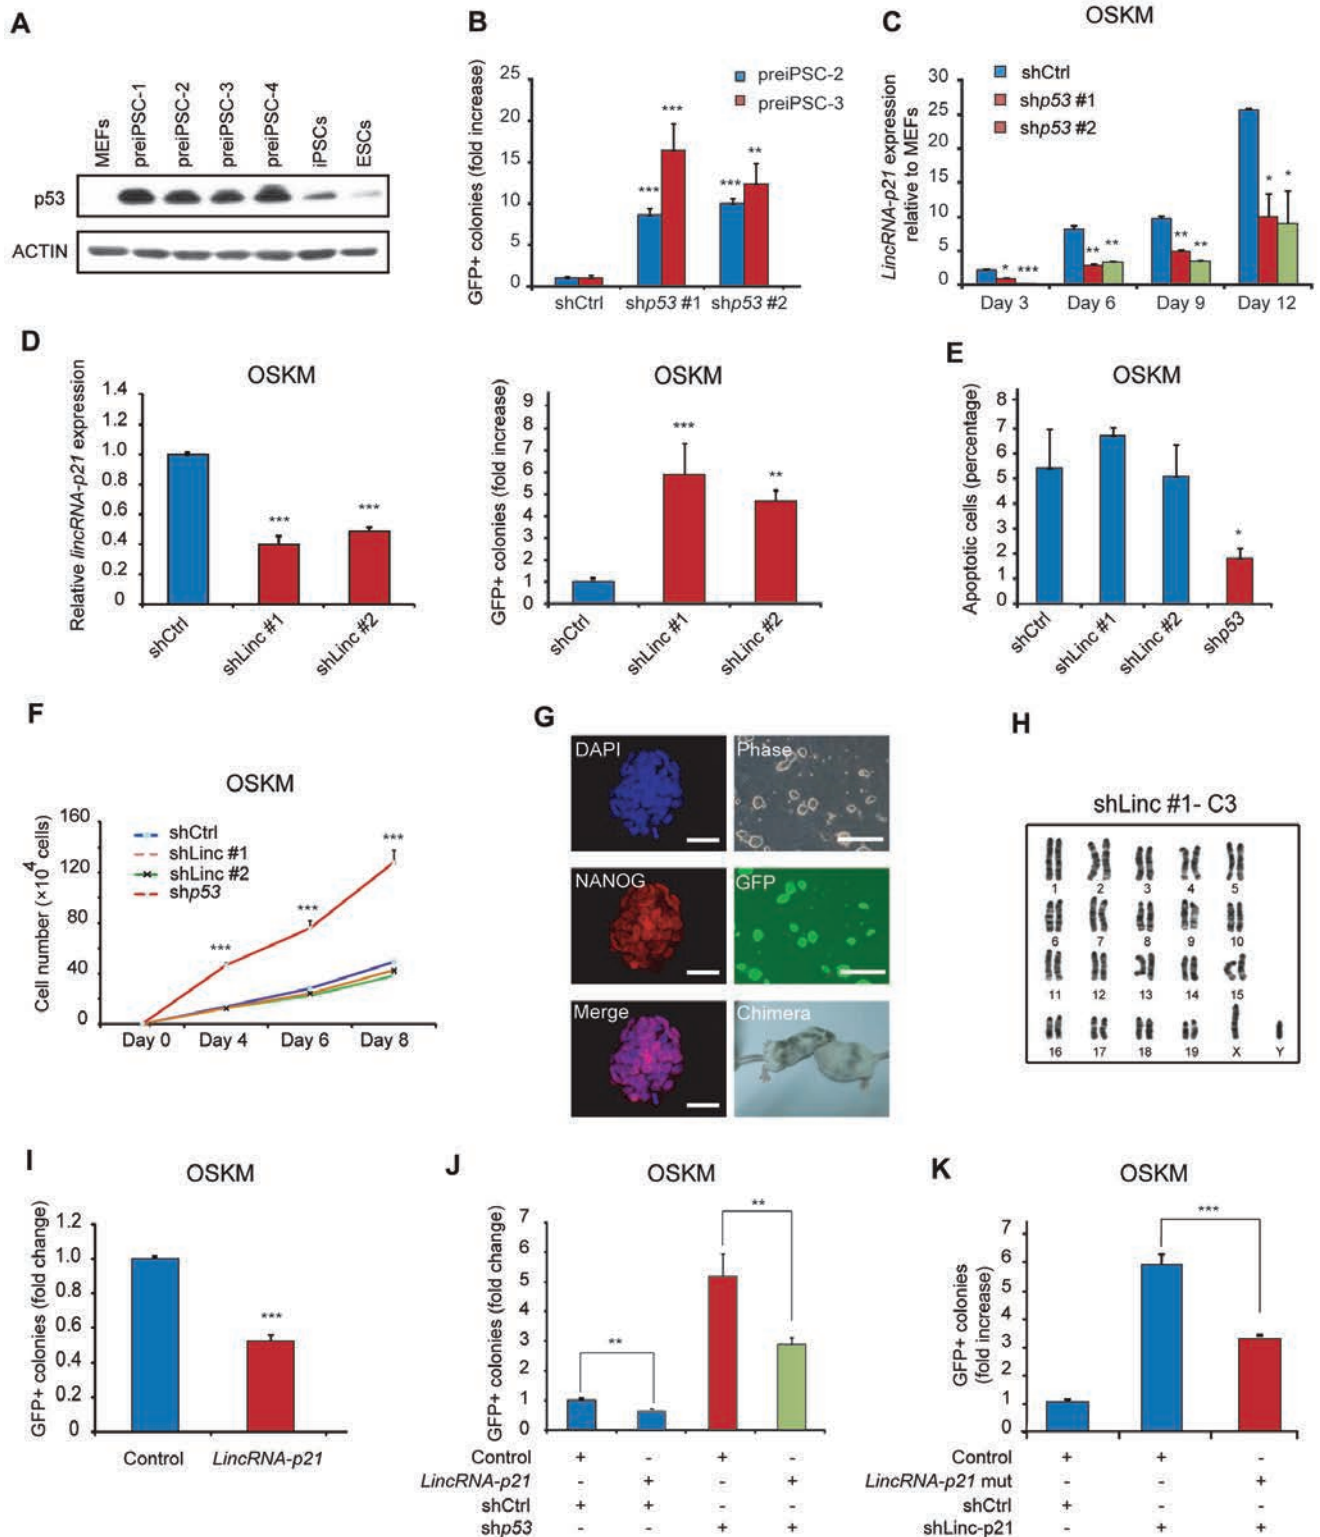 A
MEFs
preiPSC-1
preiPSC-2
preiPSC-3
preiPSC-4
iPSCs
ESCs
p53
ACTIN
B
GFP+ colonies (fold increase)
25
20
15
10
5
0
preiPSC-2
preiPSC-3
***
***
***
**
shCtrl
shp53 #1
shp53 #2
C
OSKM
LincRNA-p21 expression
relative to MEFs
30
25
20
15
10
5
0
shCtrl
shp53 #1
shp53 #2
* ***
** **
** **
* *
Day 3
Day 6
Day 9
Day 12
D
OSKM
Relative lincRNA-p21 expression
1.4
1.2
1.0
0.8
0.6
0.4
0.2
0
***
***
shCtrl
shLinc #1
shLinc #2
OSKM
GFP+ colonies (fold increase)
9
8
7
6
5
4
3
2
1
0
***
**
shCtrl
shLinc #1
shLinc #2
E
OSKM
Apoptotic cells (percentage)
8
7
6
5
4
3
2
1
0
*
shCtrl
shLinc #1
shLinc #2
shp53
F
OSKM
Cell number (×10⁴ cells)
160
120
80
40
0
shCtrl
shLinc #1
shLinc #2
shp53
***
***
***
Day 0
Day 4
Day 6
Day 8
G
DAPI
Phase
NANOG
GFP
Merge
Chimera
H
shLinc #1- C3
1 2 3 4 5
6 7 8 9 10
11 12 13 14 15
16 17 18 19 X Y
I
OSKM
GFP+ colonies (fold change)
1.2
1.0
0.8
0.6
0.4
0.2
0
***
Control
LincRNA-p21
J
OSKM
GFP+ colonies (fold change)
7
6
5
4
3
2
1
0
**
**
Control + - + -
LincRNA-p21 - + - +
shCtrl + + - -
shp53 - - + +
K
OSKM
GFP+ colonies
(fold increase)
7
6
5
4
3
2
1
0
***
Control + + -
LincRNA-p21 mut - - +
shCtrl + - -
shLinc-p21 - + +